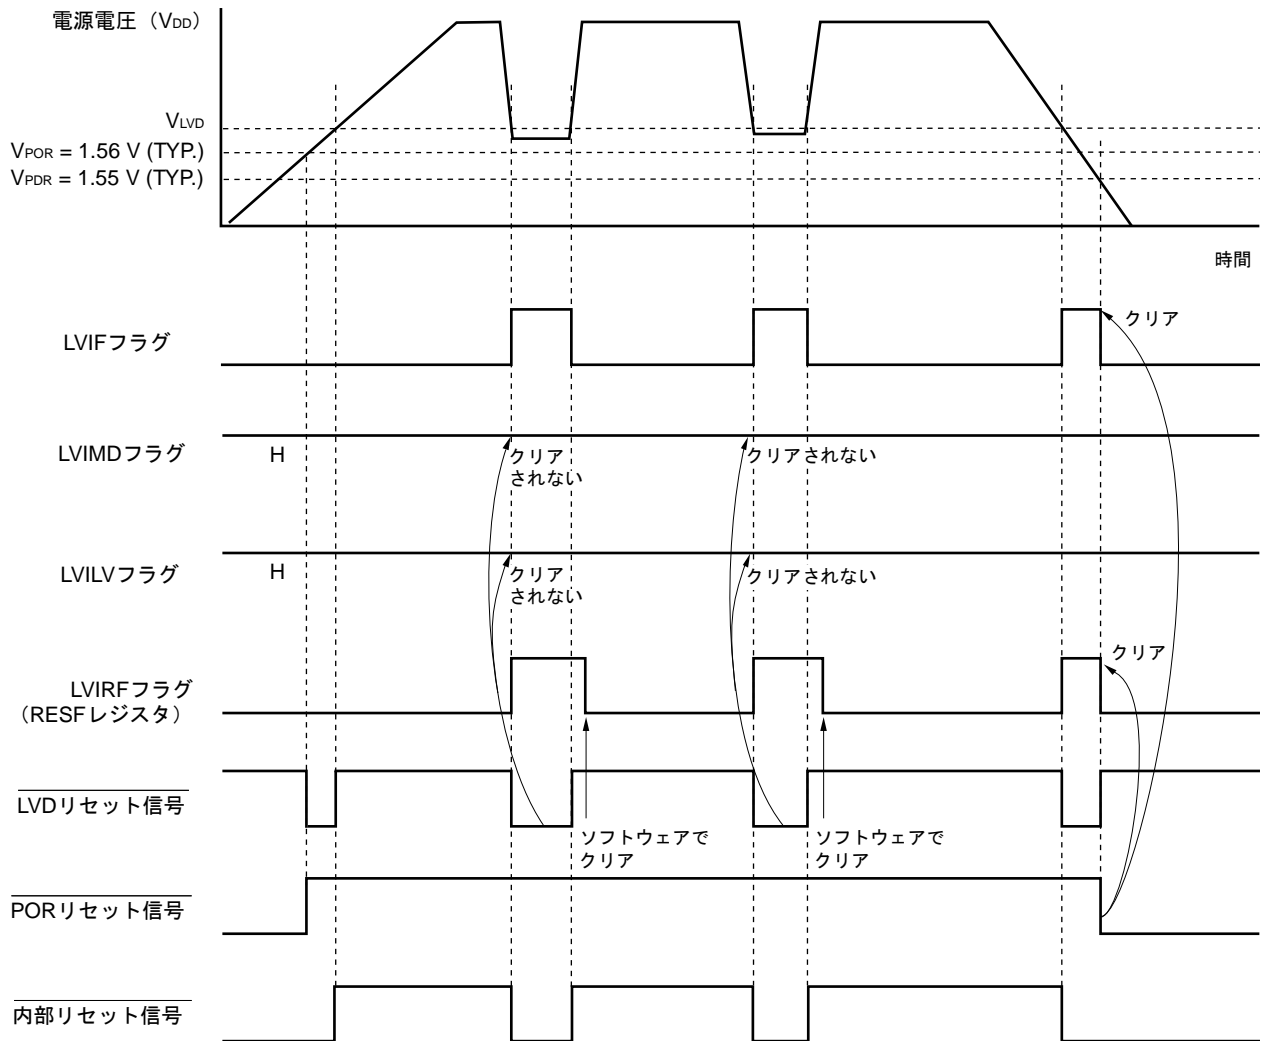 電源電圧（VDD）
VLVD
VPOR = 1.56 V (TYP.)
VPDR = 1.55 V (TYP.)
時間
LVIFフラグ
クリア
LVIMDフラグ
H
クリア
されない
クリアされない
LVILVフラグ
H
クリア
されない
クリアされない
LVIRFフラグ
（RESFレジスタ）
クリア
LVDリセット信号
ソフトウェアで
クリア
ソフトウェアで
クリア
PORリセット信号
内部リセット信号